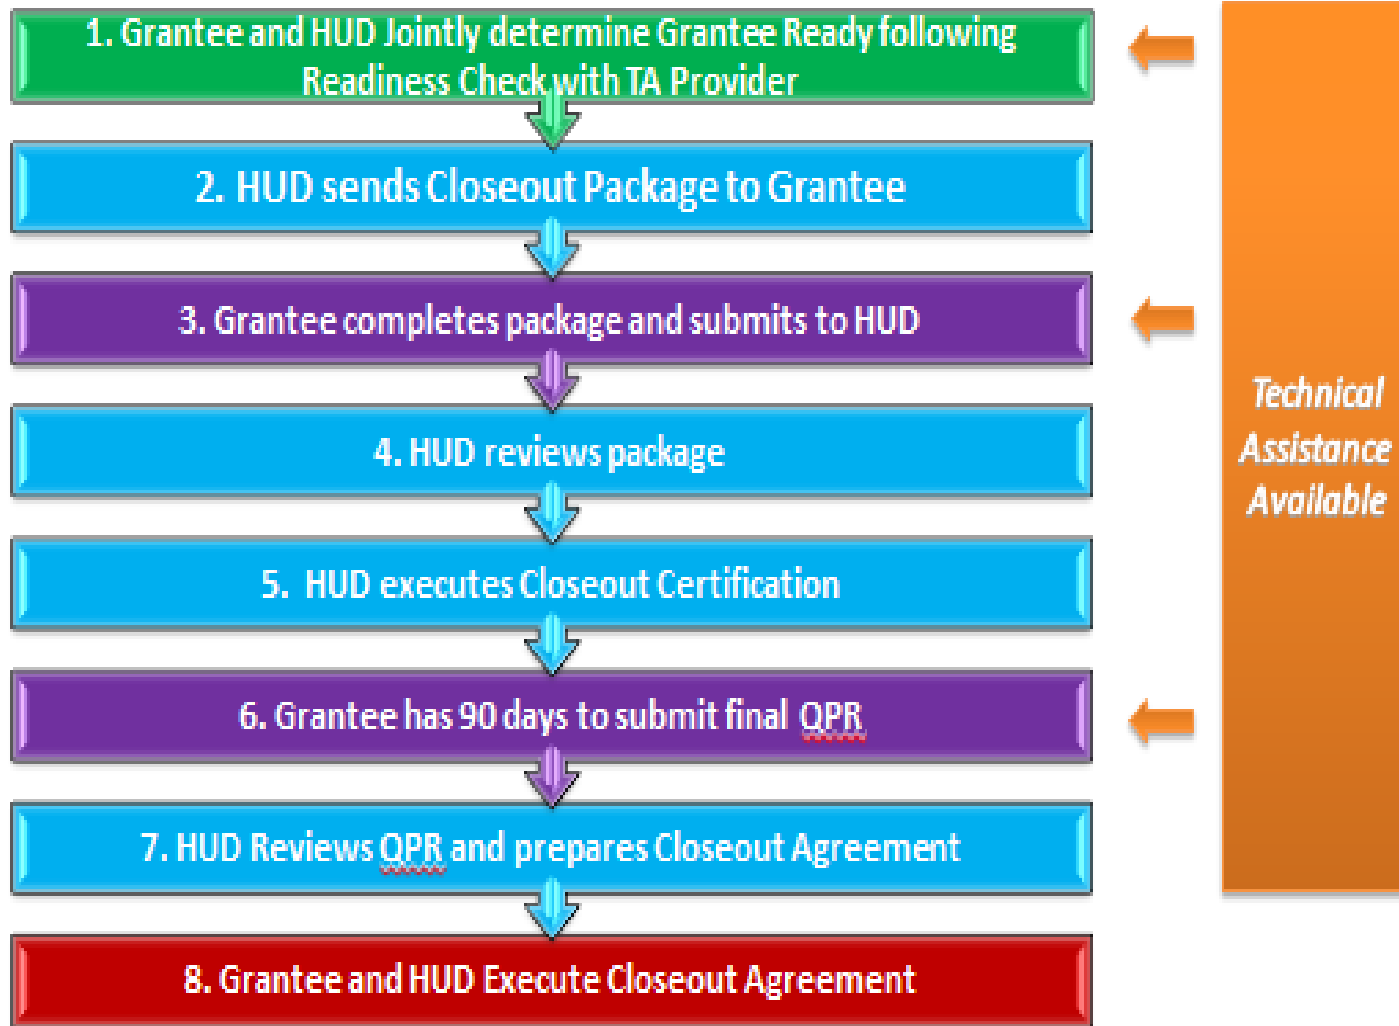 1. Grantee and HUD Jointly determine Grantee Ready following
Readiness Check with TA Provider
2. HUD sends Closeout Package to Grantee
3. Grantee completes package and submits to HUD
4. HUD reviews package
5. HUD executes Closeout Certification
6. Grantee has 90 days to submit final QPR
7. HUD Reviews QPR and prepares Closeout Agreement
8. Grantee and HUD Execute Closeout Agreement
Technical
Assistance
Available